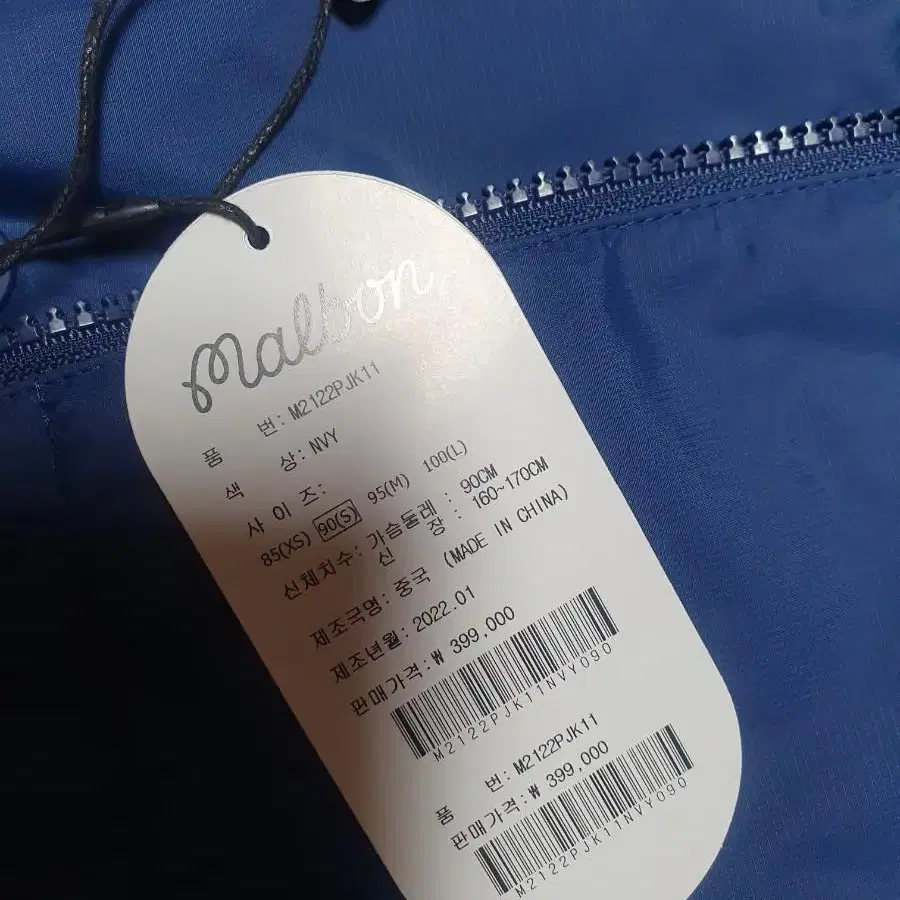 Malbon
품 번: M2122PJK11
색 상: NVY
사 이 즈:
85(XS) 90(S) 95(M) 100(L)
신체치수: 가슴둘레 : 90CM
신 장 : 160~170CM
제조국명: 중국 (MADE IN CHINA)
제조년월: 2022.01
판매가격: ₩ 399,000
M2122PJK11NVY090
품 번: M2122PJK11
판매가격: ₩ 399,000
M2122PJK11NVY090